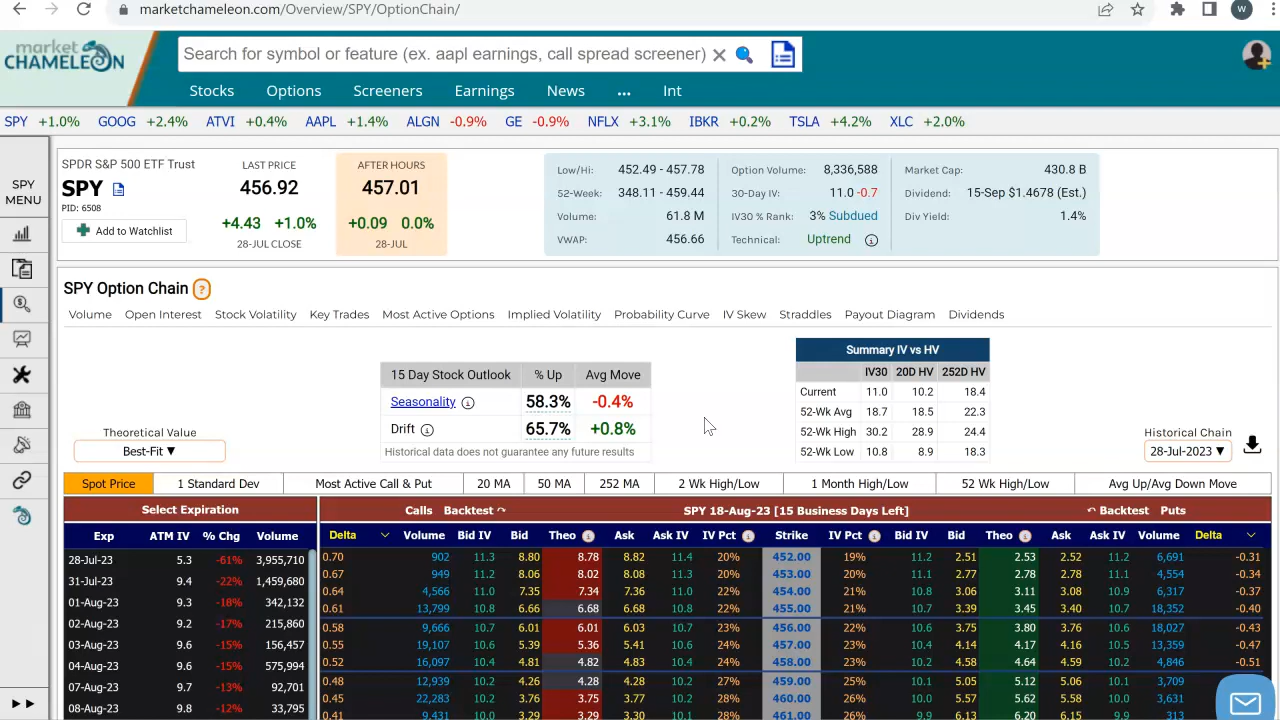 marketchameleon.com/Overview/SPY/OptionChain/
W
market
CHAMELEON
Search for symbol or feature (ex. aapl earnings, call spread screener)
Stocks Options Screeners Earnings News ... Int
SPY +1.0% GOOG +2.4% ATVI +0.4% AAPL +1.4% ALGN -0.9% GE -0.9% NFLX +3.1% IBKR +0.2% TSLA +4.2% XLC +2.0%
SPY
MENU
SPDR S&P 500 ETF Trust
SPY
PID: 6508
Add to Watchlist
LAST PRICE
456.92
+4.43 +1.0%
28-JUL CLOSE
AFTER HOURS
457.01
+0.09 0.0%
28-JUL
Low/Hi: 452.49 - 457.78
52-Week: 348.11 - 459.44
Volume: 61.8 M
VWAP: 456.66
Option Volume: 8,336,588
30-Day IV: 11.0 -0.7
IV30 % Rank: 3% Subdued
Technical: Uptrend
Market Cap: 430.8 B
Dividend: 15-Sep $1.4678 (Est.)
Div Yield: 1.4%
SPY Option Chain ?
Volume Open Interest Stock Volatility Key Trades Most Active Options Implied Volatility Probability Curve IV Skew Straddles Payout Diagram Dividends
Theoretical Value
Best-Fit ▼
15 Day Stock Outlook % Up Avg Move
Seasonality 58.3% -0.4%
Drift 65.7% +0.8%
Historical data does not guarantee any future results
Summary IV vs HV
IV30 20D HV 252D HV
Current 11.0 10.2 18.4
52-Wk Avg 18.7 18.5 22.3
52-Wk High 30.2 28.9 24.4
52-Wk Low 10.8 8.9 18.3
Historical Chain
28-Jul-2023 ▼
Spot Price 1 Standard Dev Most Active Call & Put 20 MA 50 MA 252 MA 2 Wk High/Low 1 Month High/Low 52 Wk High/Low Avg Up/Avg Down Move
Select Expiration
Exp ATM IV % Chg Volume
28-Jul-23 5.3 -61% 3,955,710
31-Jul-23 9.4 -22% 1,459,680
01-Aug-23 9.3 -18% 342,132
02-Aug-23 9.2 -17% 215,860
03-Aug-23 9.6 -15% 156,457
04-Aug-23 9.6 -15% 575,994
07-Aug-23 9.7 -13% 92,701
08-Aug-23 9.8 -12% 33,795
Calls Backtest SPY 18-Aug-23 [15 Business Days Left] Backtest Puts
Delta Volume Bid IV Bid Theo Ask Ask IV IV Pct Strike IV Pct Bid IV Bid Theo Ask Ask IV Volume Delta
0.70 902 11.3 8.80 8.78 8.82 11.4 20% 452.00 19% 11.2 2.51 2.53 2.52 11.2 6,691 -0.31
0.67 949 11.2 8.06 8.02 8.08 11.3 20% 453.00 20% 11.2 2.77 2.78 2.78 11.1 4,554 -0.34
0.64 4,566 11.0 7.35 7.34 7.36 11.0 22% 454.00 21% 10.8 3.06 3.11 3.08 10.9 6,317 -0.37
0.61 13,799 10.8 6.66 6.68 6.68 10.8 22% 455.00 21% 10.7 3.39 3.45 3.40 10.7 18,352 -0.40
0.58 9,666 10.7 6.01 6.01 6.03 10.7 23% 456.00 22% 10.6 3.75 3.80 3.76 10.6 18,027 -0.43
0.55 19,107 10.6 5.39 5.36 5.41 10.6 24% 457.00 23% 10.4 4.14 4.17 4.16 10.5 13,359 -0.47
0.52 16,097 10.4 4.81 4.82 4.83 10.4 24% 458.00 23% 10.2 4.58 4.64 4.59 10.2 4,846 -0.51
0.48 12,939 10.2 4.26 4.28 4.28 10.3 26% 459.00 25% 10.1 5.05 5.12 5.06 10.1 3,709
0.45 22,283 10.2 3.76 3.75 3.77 10.2 28% 460.00 26% 10.0 5.57 5.62 5.58 10.0 3,631
0.41 9,431 10.0 3.29 3.29 3.30 10.1 28% 461.00 28% 9.9 6.13 6.20 6.15 9.9 313